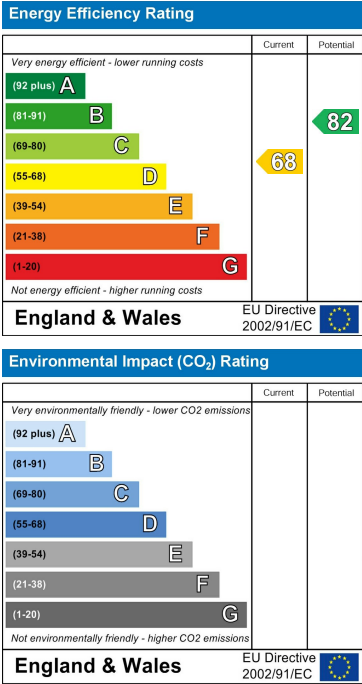 Energy Efficiency Rating
Current Potential
Very energy efficient - lower running costs
(92 plus) A
(81-91) B
(69-80) C
(55-68) D
(39-54) E
(21-38) F
(1-20) G
68
82
Not energy efficient - higher running costs
England & Wales
EU Directive
2002/91/EC
Environmental Impact (CO₂) Rating
Current Potential
Very environmentally friendly - lower CO2 emissions
(92 plus) A
(81-91) B
(69-80) C
(55-68) D
(39-54) E
(21-38) F
(1-20) G
Not environmentally friendly - higher CO2 emissions
England & Wales
EU Directive
2002/91/EC